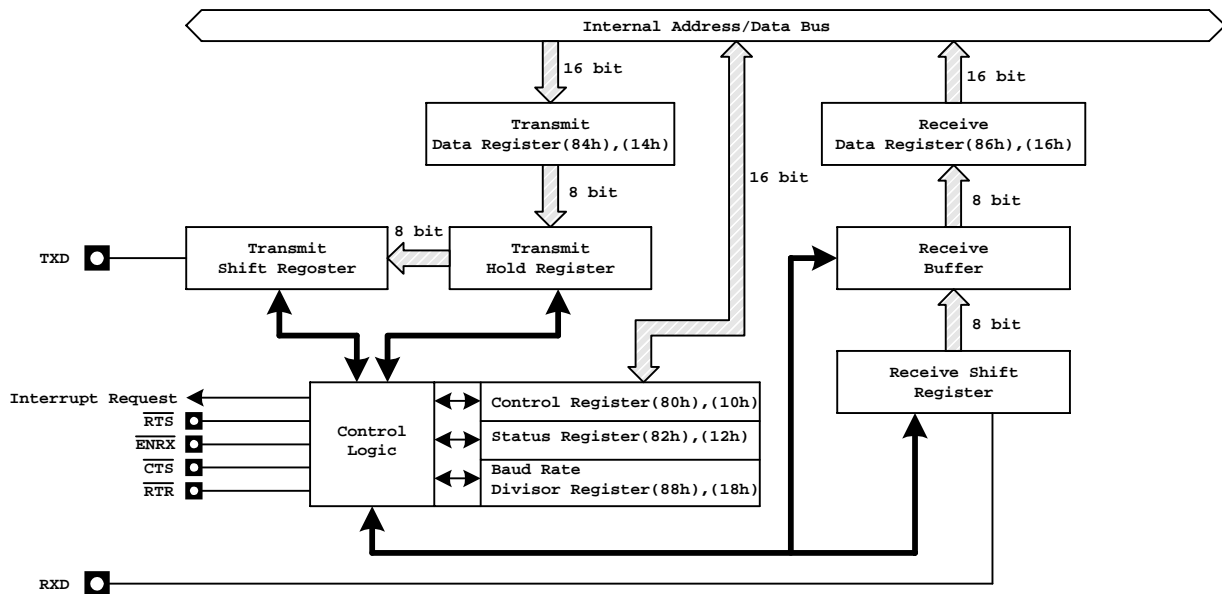 Internal Address/Data Bus
16 bit
16 bit
Transmit
Data Register(84h),(14h)
Receive
Data Register(86h),(16h)
16 bit
8 bit
8 bit
8 bit
TXD
Transmit
Shift Regoster
Transmit
Hold Register
Receive
Buffer
8 bit
Receive Shift
Register
Interrupt Request
RTS
ENRX
CTS
RTR
Control
Logic
Control Register(80h),(10h)
Status Register(82h),(12h)
Baud Rate
Divisor Register(88h),(18h)
RXD